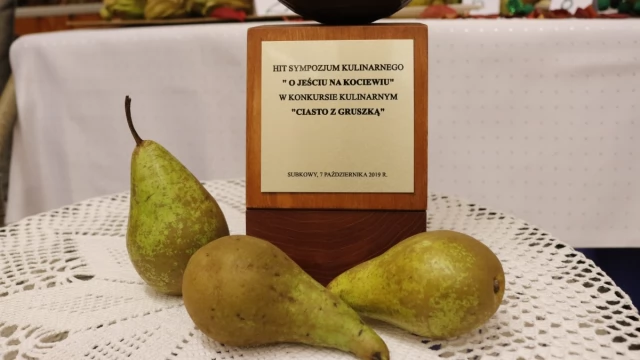 HIT SYMPOZJUM KULINARNEGO
" O JEŚCIU NA KOCIEWIU"
W KONKURSIE KULINARNYM
"CIASTO Z GRUSZKĄ"
SUBKOWY, 7 PAŹDZIERNIKA 2019 R.